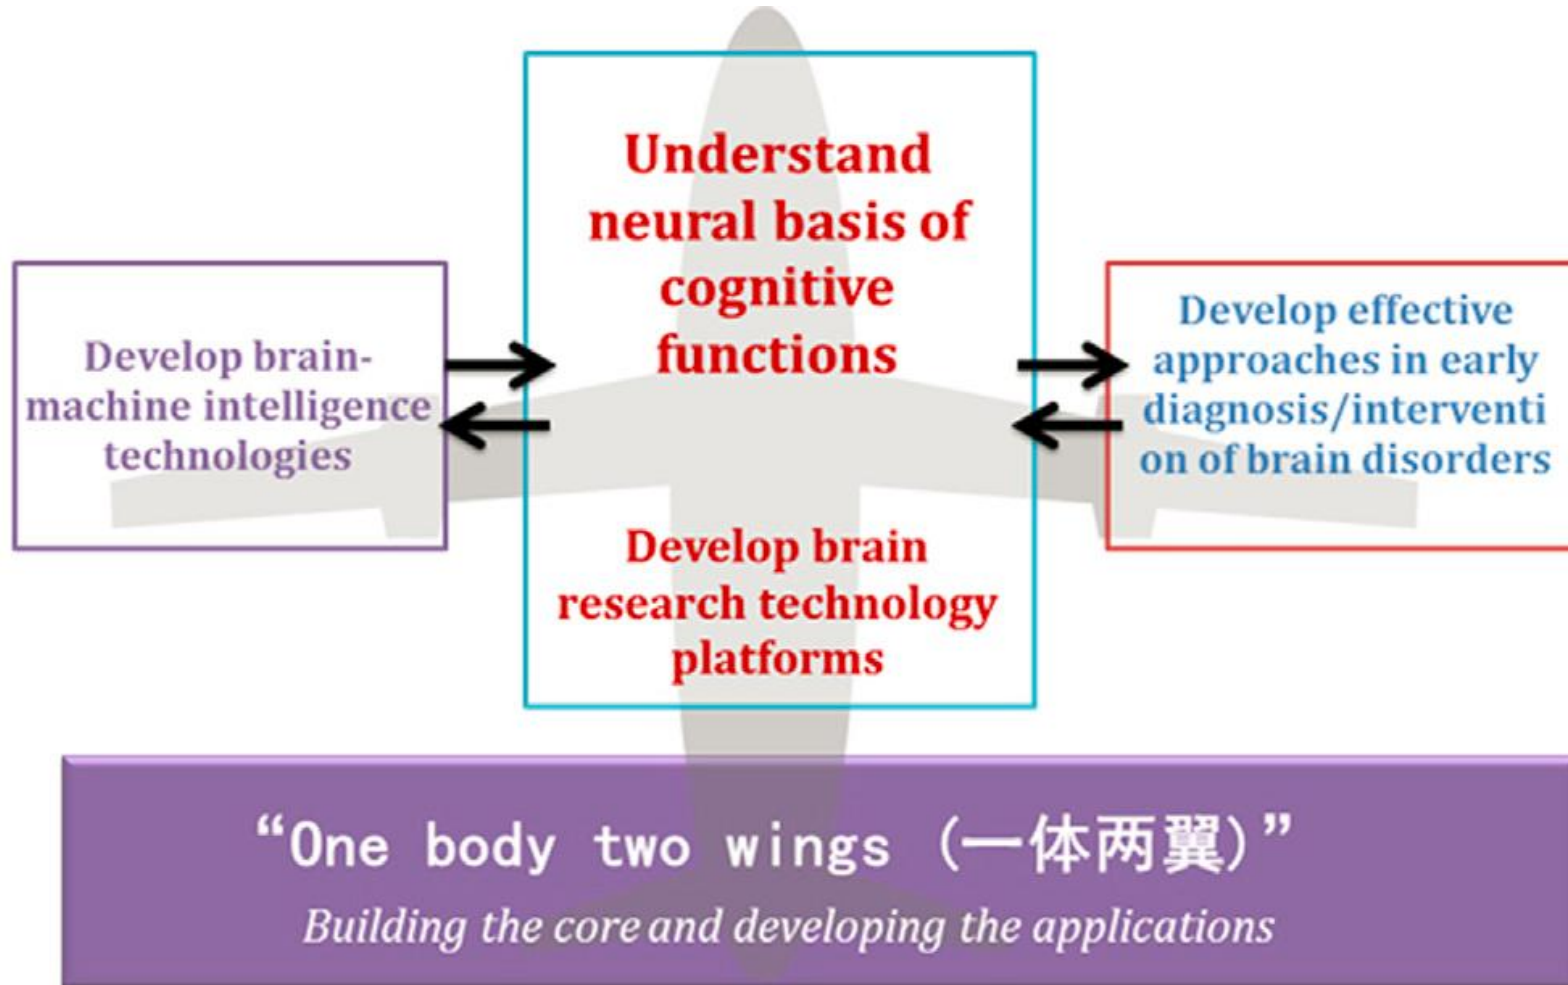 Understand
neural basis of
cognitive
functions
Develop brain-
machine intelligence
technologies
Develop effective
approaches in early
diagnosis/interventi
on of brain disorders
Develop brain
research technology
platforms
“One body two wings (一体两翼)”
Building the core and developing the applications